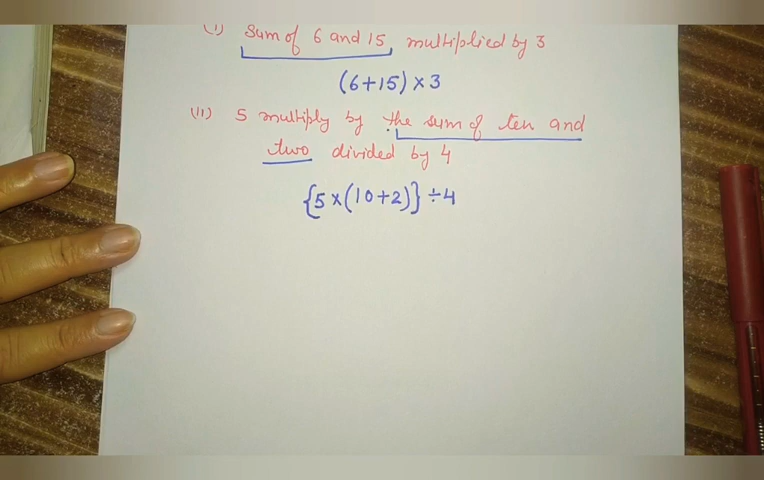 (i) Sum of 6 and 15 multiplied by 3
(6+15) × 3
(ii) 5 multiply by the sum of ten and
two divided by 4
{5 × (10+2)} ÷ 4